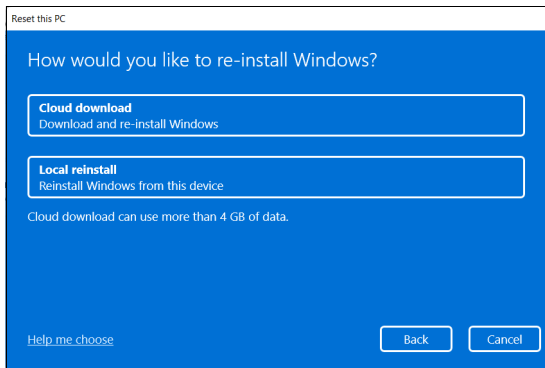 Reset this PC
How would you like to re-install Windows?
Cloud download
Download and re-install Windows
Local reinstall
Reinstall Windows from this device
Cloud download can use more than 4 GB of data.
Help me choose
Back
Cancel